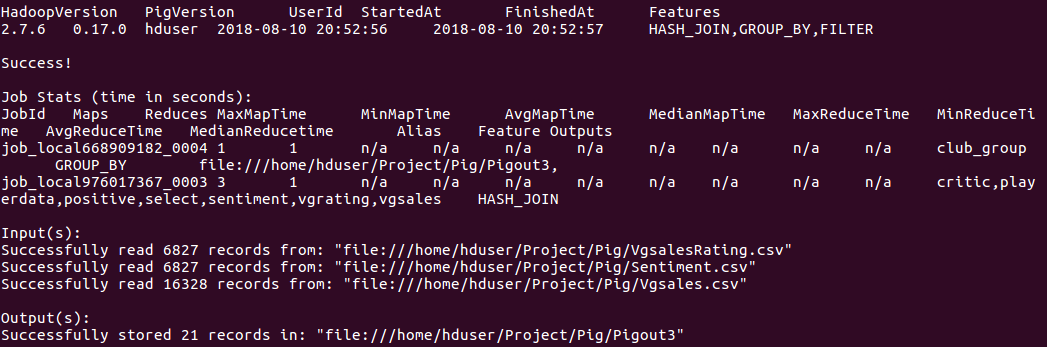 HadoopVersion PigVersion UserId StartedAt FinishedAt Features
2.7.6 0.17.0 hduser 2018-08-10 20:52:56 2018-08-10 20:52:57 HASH_JOIN,GROUP_BY,FILTER
Success!
Job Stats (time in seconds):
JobId Maps Reduces MaxMapTime MinMapTime AvgMapTime MedianMapTime MaxReduceTime MinReduceTi
me AvgReduceTime MedianReducetime Alias Feature Outputs
job_local668909182_0004 1 1 n/a n/a n/a n/a n/a n/a n/a n/a club_group
GROUP_BY file:///home/hduser/Project/Pig/Pigout3,
job_local976017367_0003 3 1 n/a n/a n/a n/a n/a n/a n/a n/a critic,play
erdata,positive,select,sentiment,vgrating,vgsales HASH_JOIN
Input(s):
Successfully read 6827 records from: "file:///home/hduser/Project/Pig/VgsalesRating.csv"
Successfully read 6827 records from: "file:///home/hduser/Project/Pig/Sentiment.csv"
Successfully read 16328 records from: "file:///home/hduser/Project/Pig/Vgsales.csv"
Output(s):
Successfully stored 21 records in: "file:///home/hduser/Project/Pig/Pigout3"